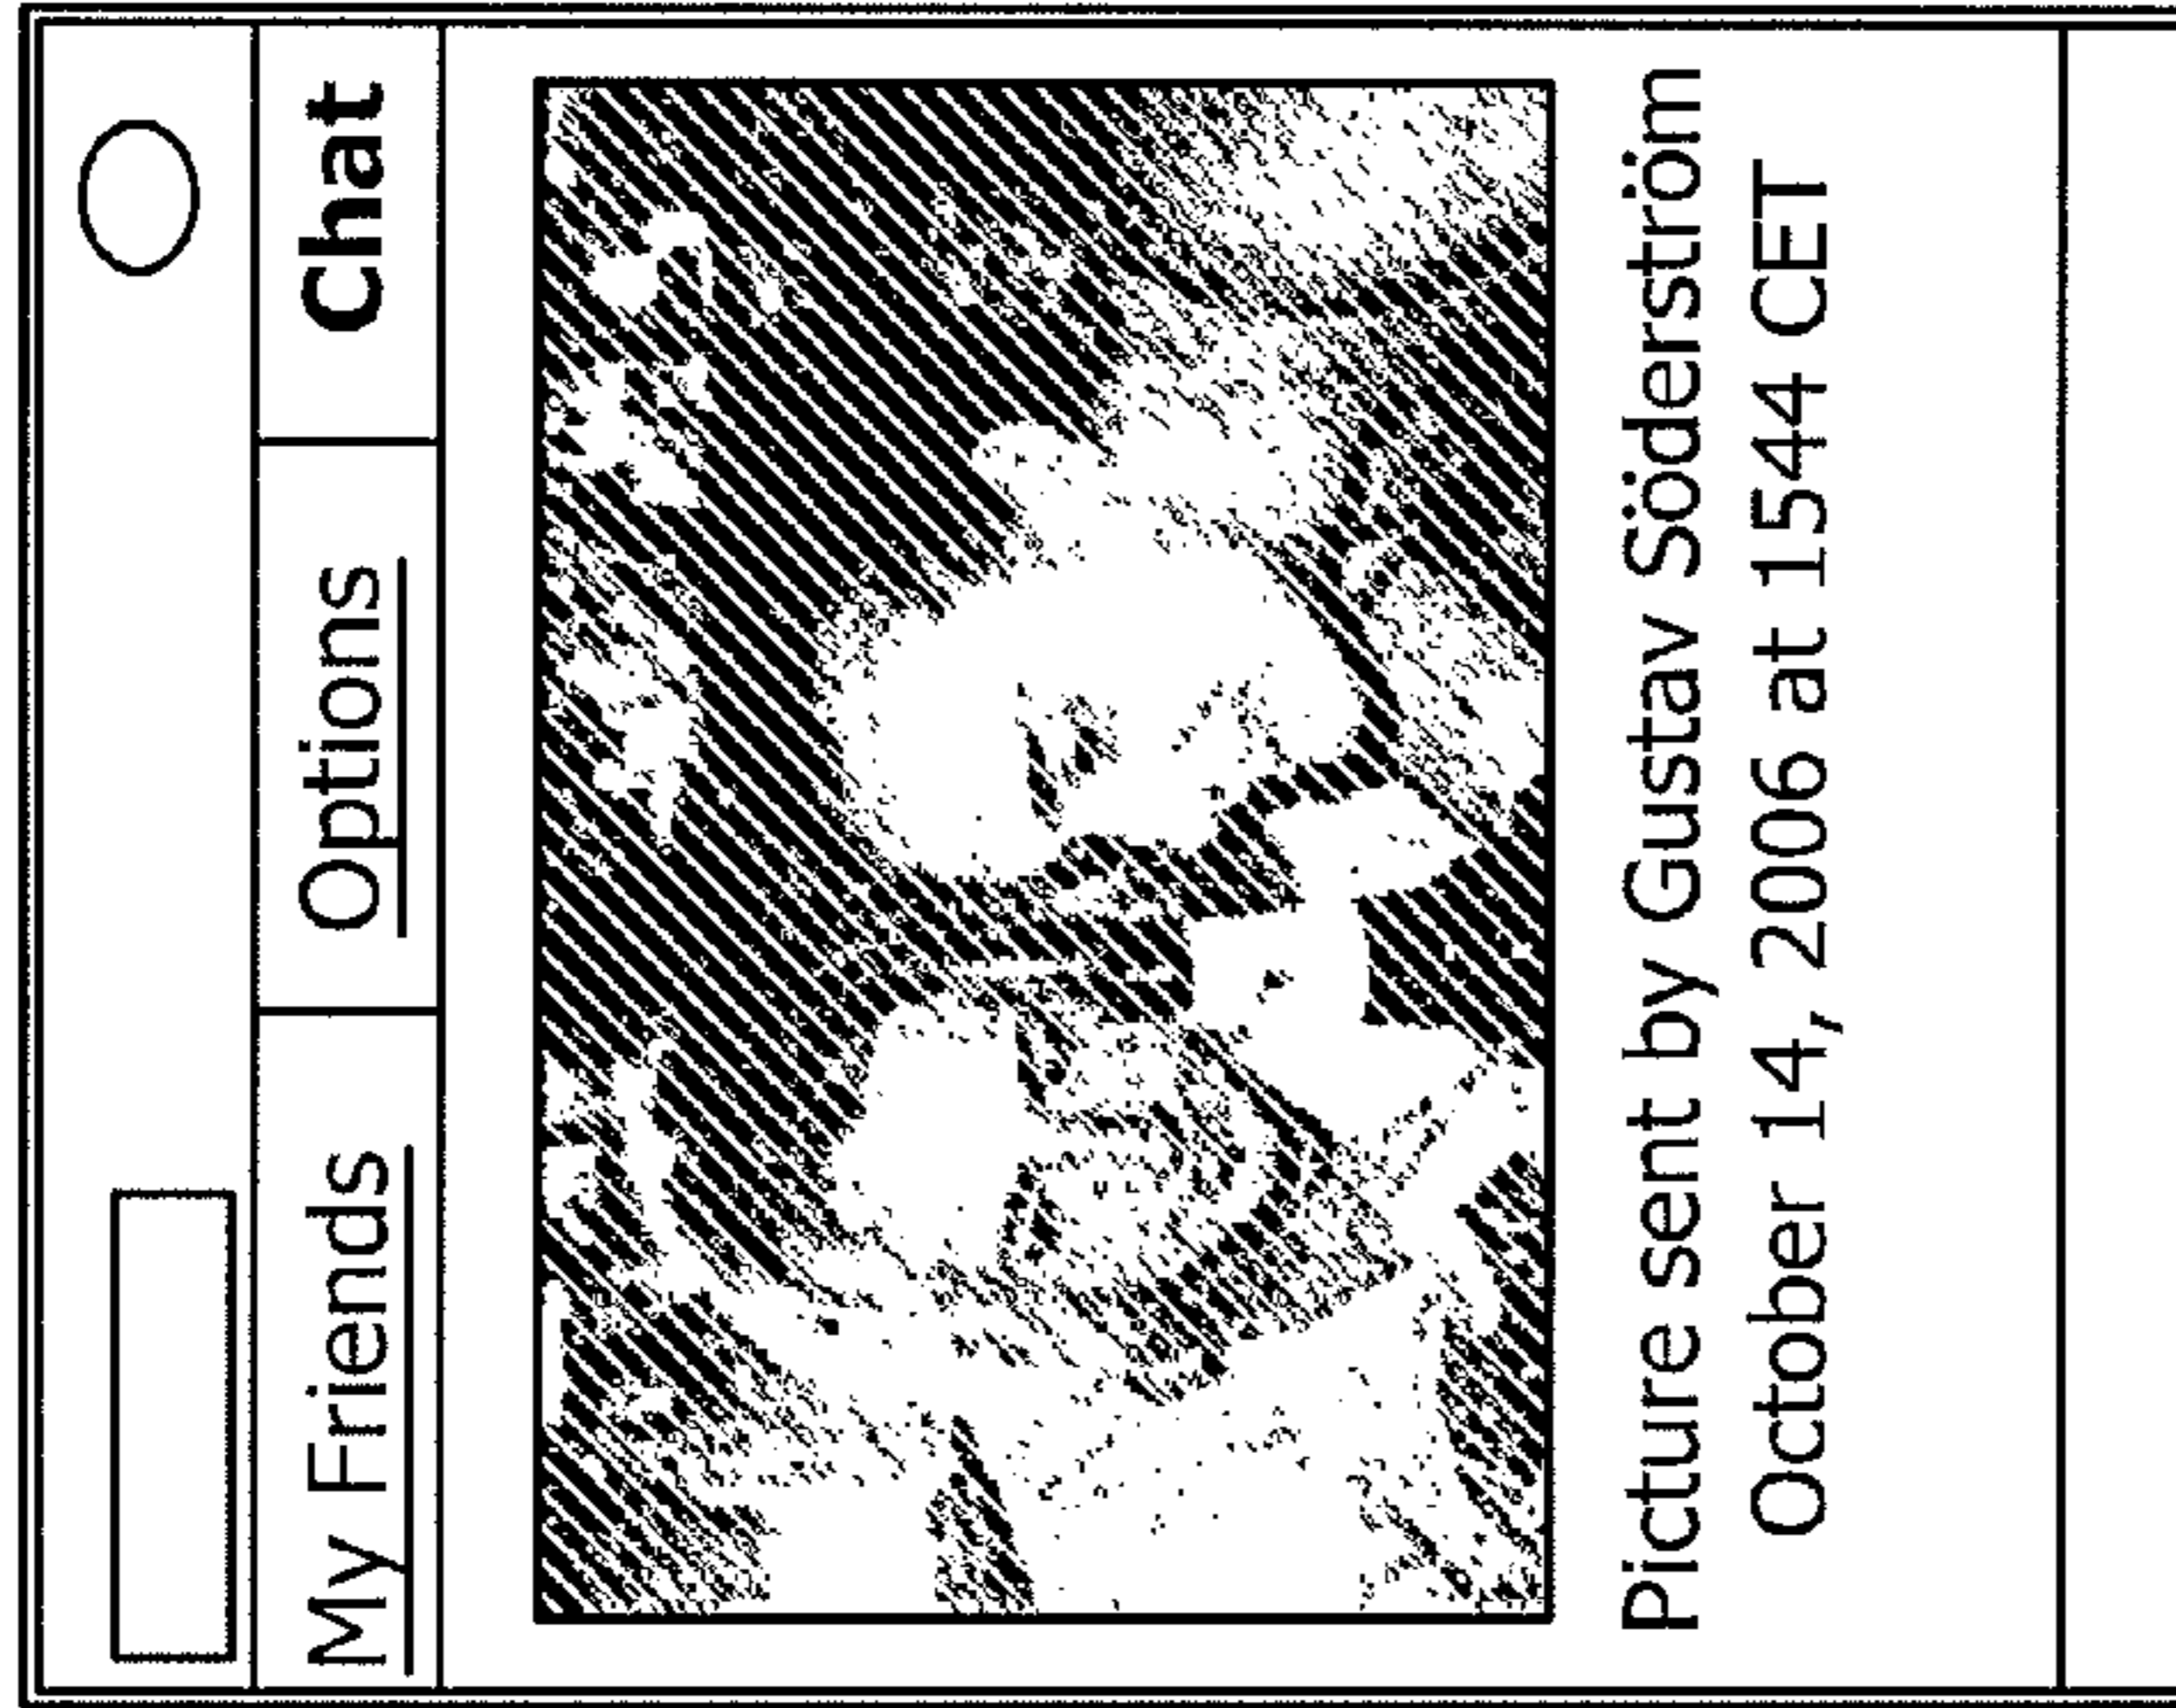 My Friends Options Chat
Picture sent by Gustav Söderström
October 14, 2006 at 1544 CET